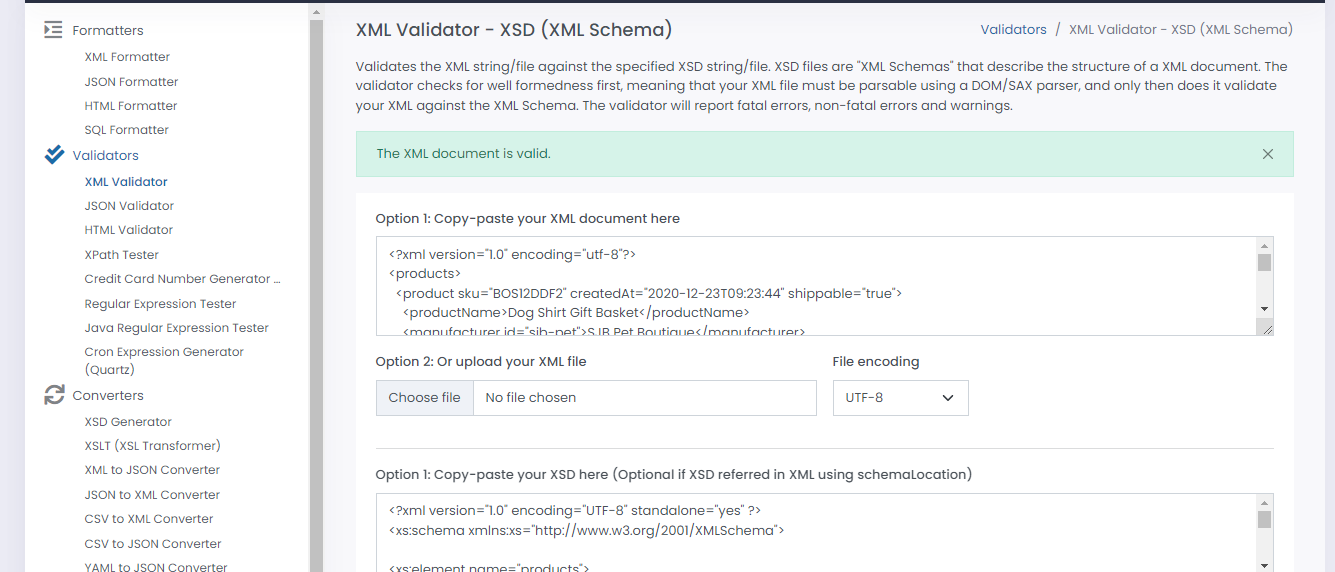 Formatters
XML Formatter
JSON Formatter
HTML Formatter
SQL Formatter
Validators
XML Validator
JSON Validator
HTML Validator
XPath Tester
Credit Card Number Generator ...
Regular Expression Tester
Java Regular Expression Tester
Cron Expression Generator
(Quartz)
Converters
XSD Generator
XSLT (XSL Transformer)
XML to JSON Converter
JSON to XML Converter
CSV to XML Converter
CSV to JSON Converter
YAML to JSON Converter
XML Validator - XSD (XML Schema)
Validators / XML Validator - XSD (XML Schema)
Validates the XML string/file against the specified XSD string/file. XSD files are "XML Schemas" that describe the structure of a XML document. The
validator checks for well formedness first, meaning that your XML file must be parsable using a DOM/SAX parser, and only then does it validate
your XML against the XML Schema. The validator will report fatal errors, non-fatal errors and warnings.
The XML document is valid.
Option 1: Copy-paste your XML document here
<?xml version="1.0" encoding="utf-8"?>
<products>
<product sku="BOS12DDF2" createdAt="2020-12-23T09:23:44" shippable="true">
<productName>Dog Shirt Gift Basket</productName>
<manufacturer id="sjb-pet">SJB Pet Boutique</manufacturer>
Option 2: Or upload your XML file
File encoding
Choose file No file chosen
UTF-8
Option 1: Copy-paste your XSD here (Optional if XSD referred in XML using schemaLocation)
<?xml version="1.0" encoding="UTF-8" standalone="yes" ?>
<xs:schema xmlns:xs="http://www.w3.org/2001/XMLSchema">
<xs:element name="products">